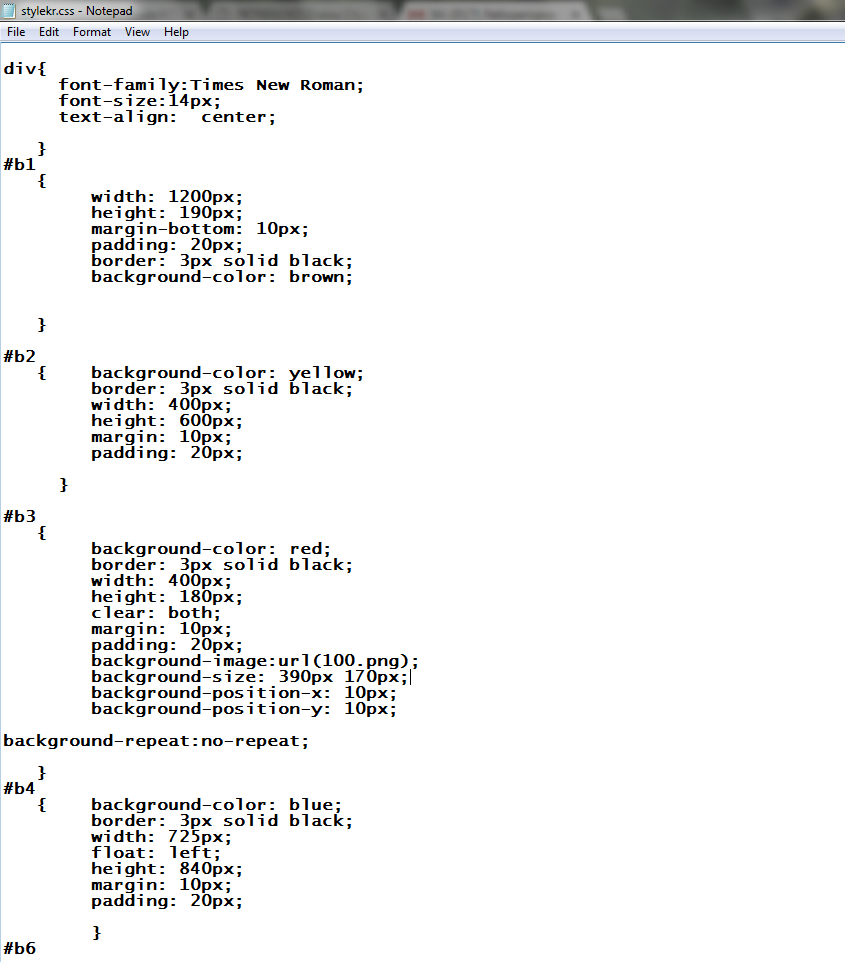 stylekr.css - Notepad
File Edit Format View Help
div{
font-family:Times New Roman;
font-size:14px;
text-align:  center;
}
#b1
{
width: 1200px;
height: 190px;
margin-bottom: 10px;
padding: 20px;
border: 3px solid black;
background-color: brown;
}
#b2
{    background-color: yellow;
border: 3px solid black;
width: 400px;
height: 600px;
margin: 10px;
padding: 20px;
}
#b3
{
background-color: red;
border: 3px solid black;
width: 400px;
height: 180px;
clear: both;
margin: 10px;
padding: 20px;
background-image:url(100.png);
background-size: 390px 170px;
background-position-x: 10px;
background-position-y: 10px;
background-repeat:no-repeat;
}
#b4
{    background-color: blue;
border: 3px solid black;
width: 725px;
float: left;
height: 840px;
margin: 10px;
padding: 20px;
}
#b6